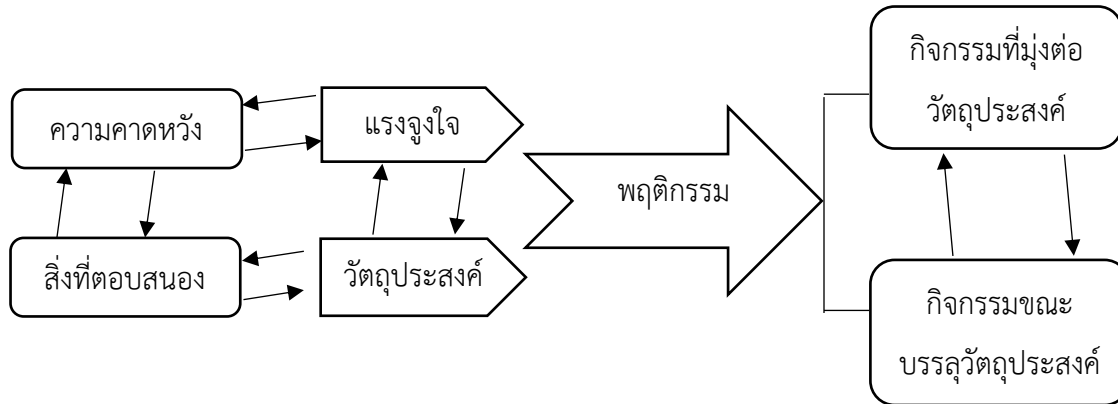 กิจกรรมที่มุ่งต่อ
วัตถุประสงค์
ความคาดหวัง
แรงจูงใจ
พฤติกรรม
สิ่งที่ตอบสนอง
วัตถุประสงค์
กิจกรรมขณะ
บรรลุวัตถุประสงค์